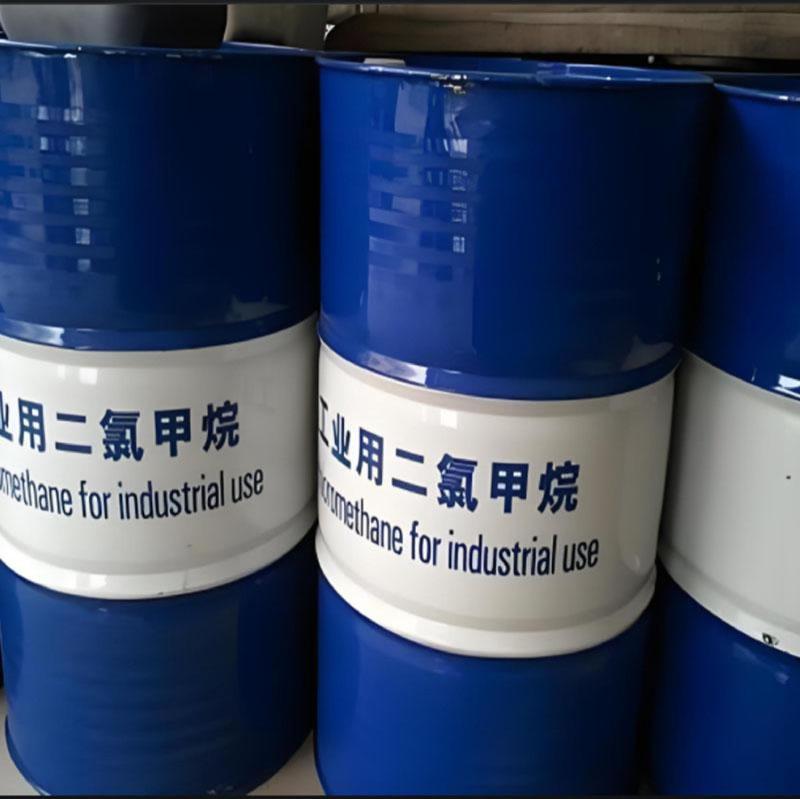 业用二氯甲烷
methane for industrial use
工业用二氯甲烷
oromethane for industrial use